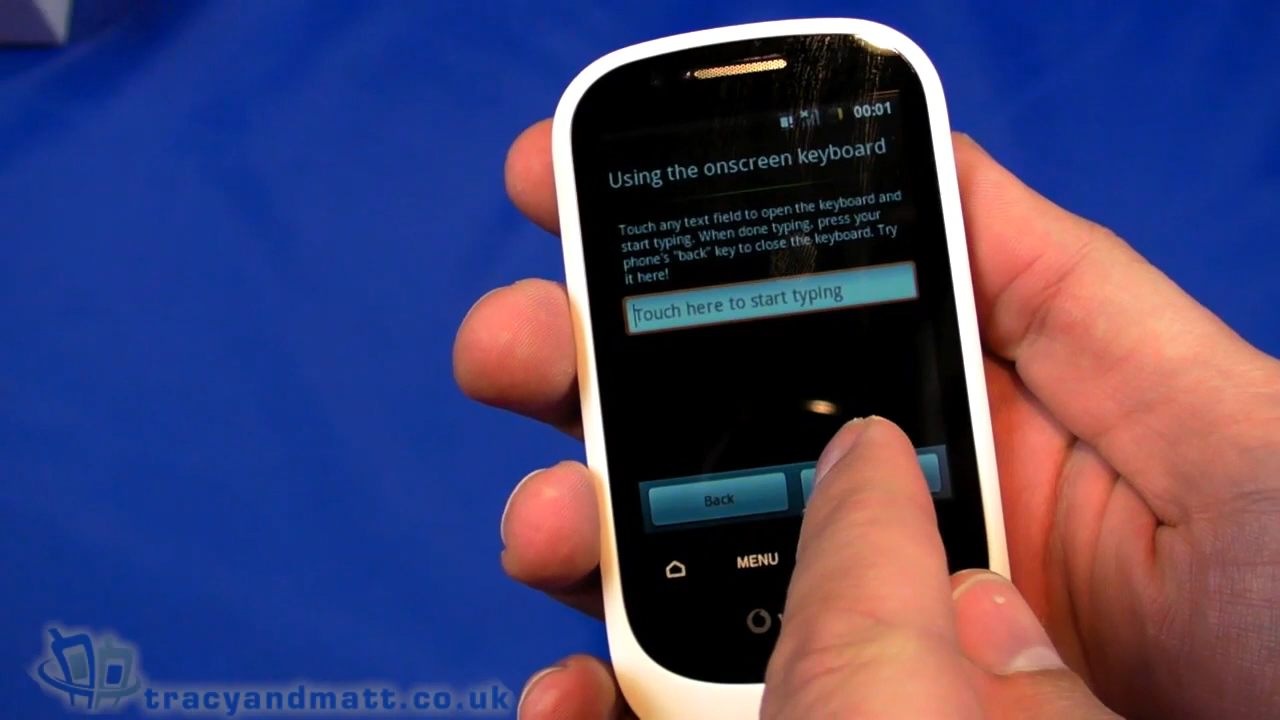 00:01
Using the onscreen keyboard
Touch any text field to open the keyboard and
start typing. When done typing, press your
phone's "back" key to close the keyboard. Try
it here!
Touch here to start typing
Back
MENU
tracyandmatt.co.uk